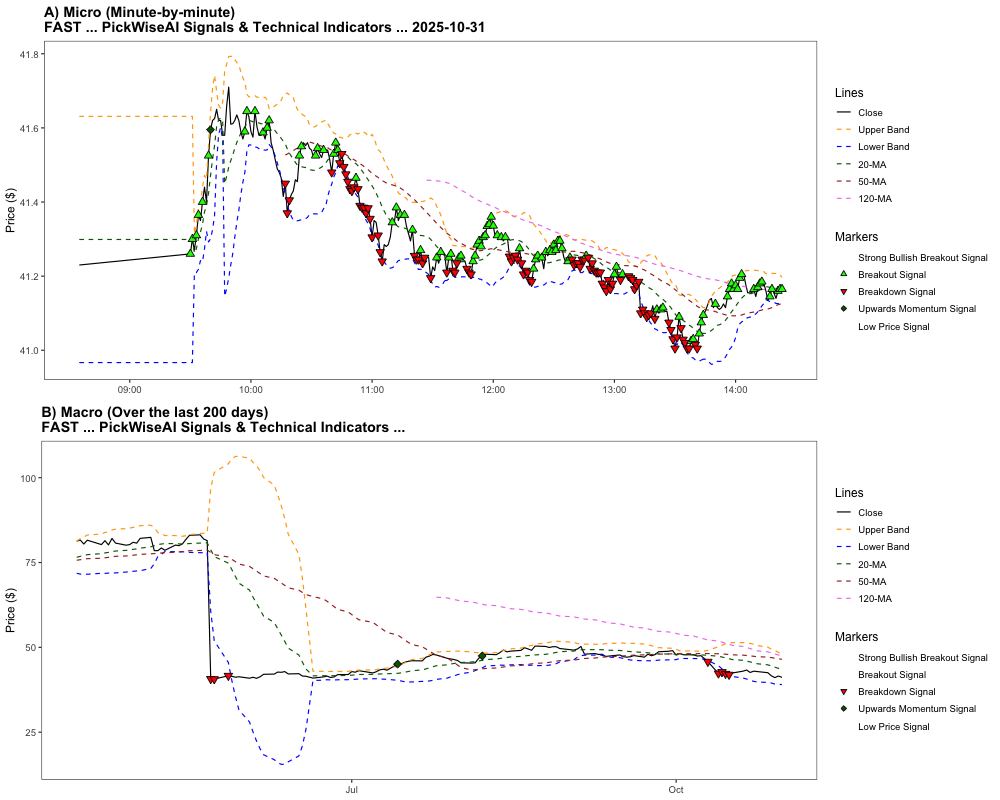 A) Micro (Minute-by-minute)
FAST ... PickWiseAI Signals & Technical Indicators ... 2025-10-31
41.8
41.6
41.4
41.2
41.0
Price ($)
09:00 10:00 11:00 12:00 13:00 14:00
Lines
Close
Upper Band
Lower Band
20-MA
50-MA
120-MA
Markers
Strong Bullish Breakout Signal
Breakout Signal
Breakdown Signal
Upwards Momentum Signal
Low Price Signal
B) Macro (Over the last 200 days)
FAST ... PickWiseAI Signals & Technical Indicators ...
100
75
50
25
Price ($)
Jul Oct
Lines
Close
Upper Band
Lower Band
20-MA
50-MA
120-MA
Markers
Strong Bullish Breakout Signal
Breakout Signal
Breakdown Signal
Upwards Momentum Signal
Low Price Signal